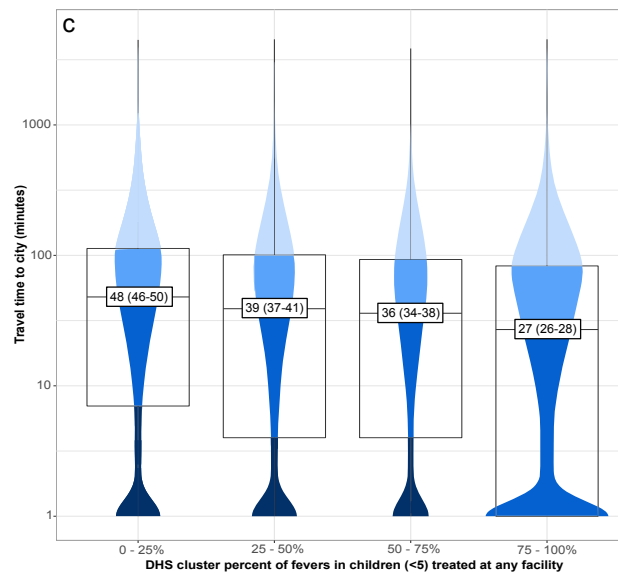 C
Travel time to city (minutes)
1000
100
10
1
48 (46-50)
39 (37-41)
36 (34-38)
27 (26-28)
0 - 25%
25 - 50%
50 - 75%
75 - 100%
DHS cluster percent of fevers in children (<5) treated at any facility